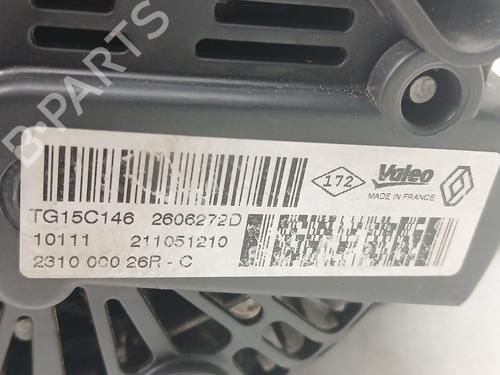 B-PARTS
172
Valeo
MADE IN FRANCE
TG15C146 2606272D
10111 211051210
2310 000 26R - C